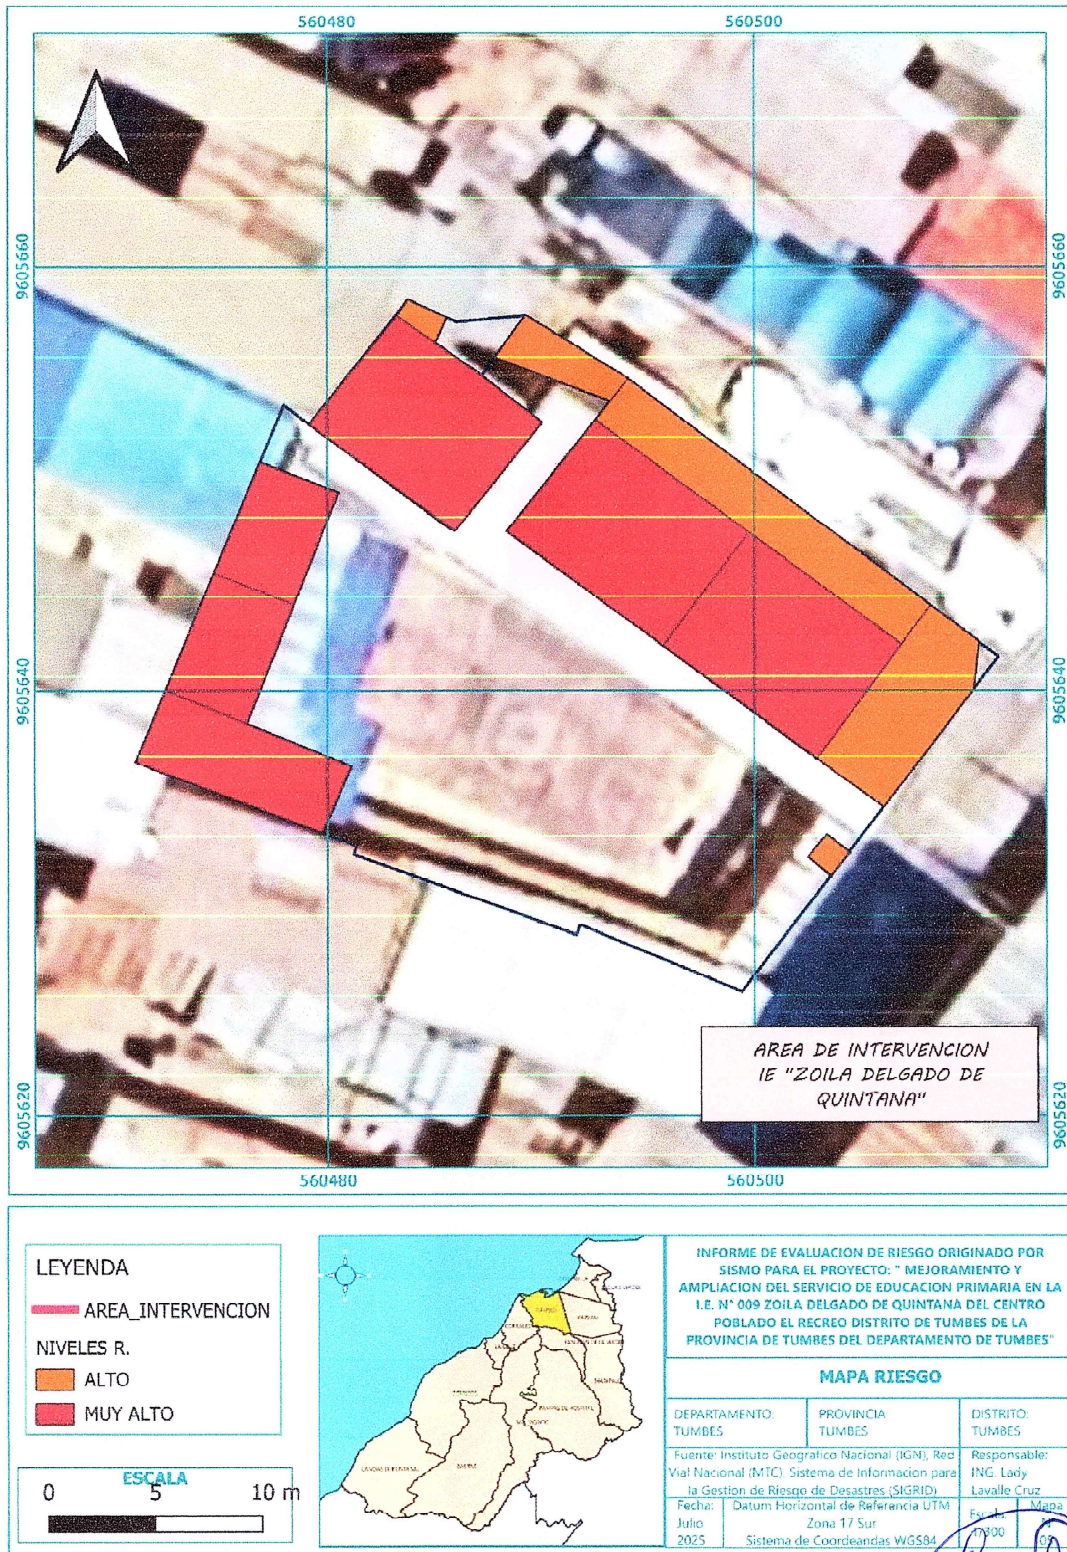 560480
560500
9605660
9605660
9605640
9605640
9605620
9605620
AREA DE INTERVENCION
IE "ZOILA DELGADO DE
QUINTANA"
560480
560500
LEYENDA
AREA_INTERVENCION
NIVELES R.
ALTO
MUY ALTO
ESCALA
0 5 10 m
INFORME DE EVALUACION DE RIESGO ORIGINADO POR
SISMO PARA EL PROYECTO: " MEJORAMIENTO Y
AMPLIACION DEL SERVICIO DE EDUCACION PRIMARIA EN LA
I.E. N° 009 ZOILA DELGADO DE QUINTANA DEL CENTRO
POBLADO EL RECREO DISTRITO DE TUMBES DE LA
PROVINCIA DE TUMBES DEL DEPARTAMENTO DE TUMBES"
MAPA RIESGO
DEPARTAMENTO:
TUMBES
PROVINCIA
TUMBES
DISTRITO:
TUMBES
Fuente: Instituto Geografico Nacional (IGN), Red
Vial Nacional (MTC). Sistema de Informacion para
la Gestion de Riesgo de Desastres (SIGRID)
Responsable:
ING. Lady
Lavalle Cruz
Fecha:
Julio
2025
Datum Horizontal de Referencia UTM
Zona 17 Sur
Sistema de Coordeandas WGS84
1/300
Mapa